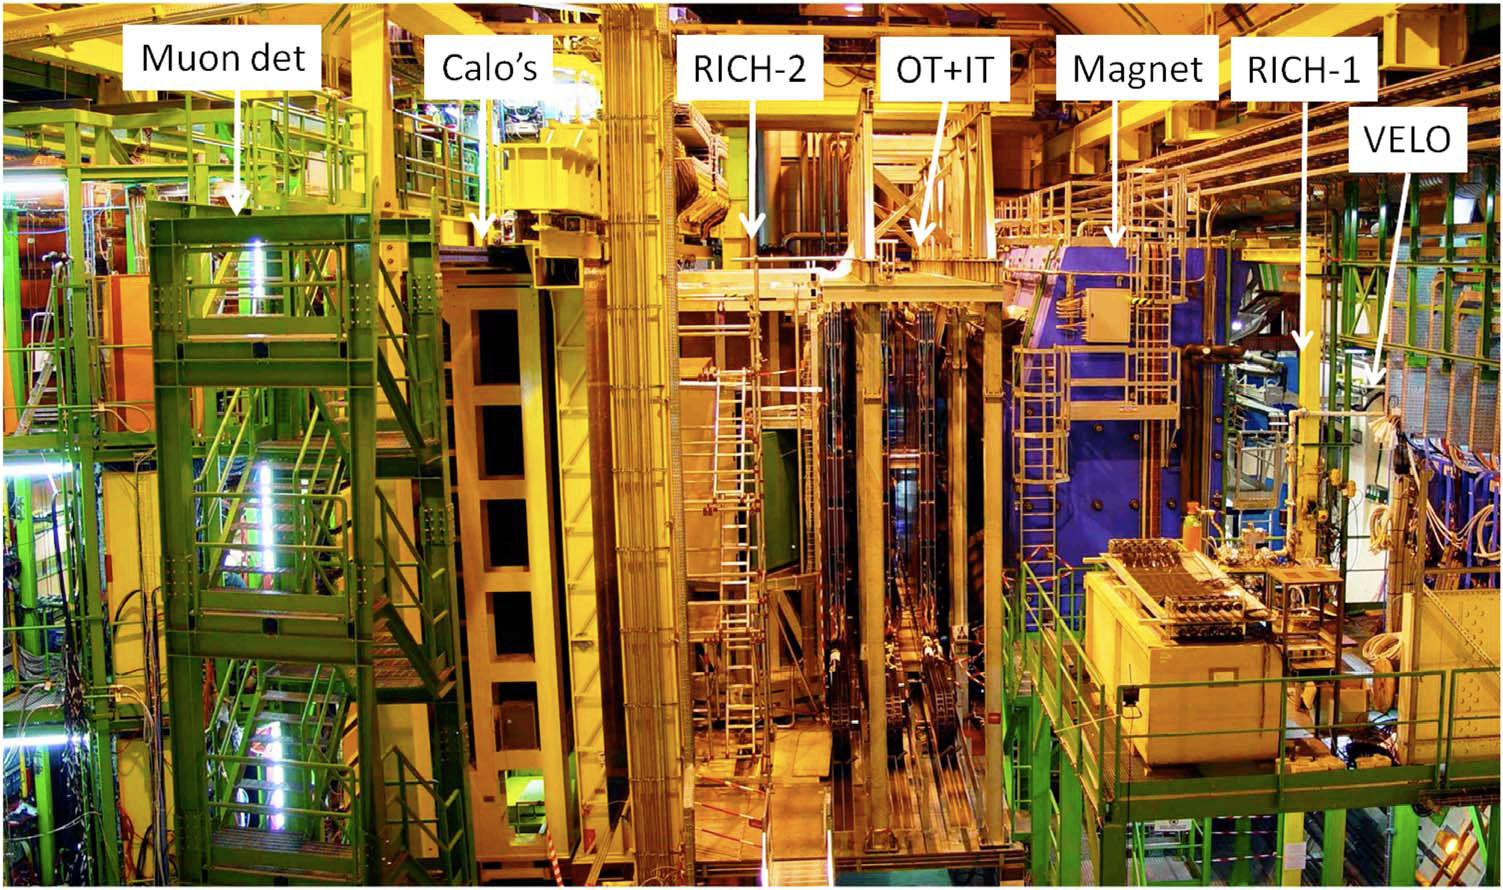 Muon det
Calo's
RICH-2
OT+IT
Magnet
RICH-1
VELO